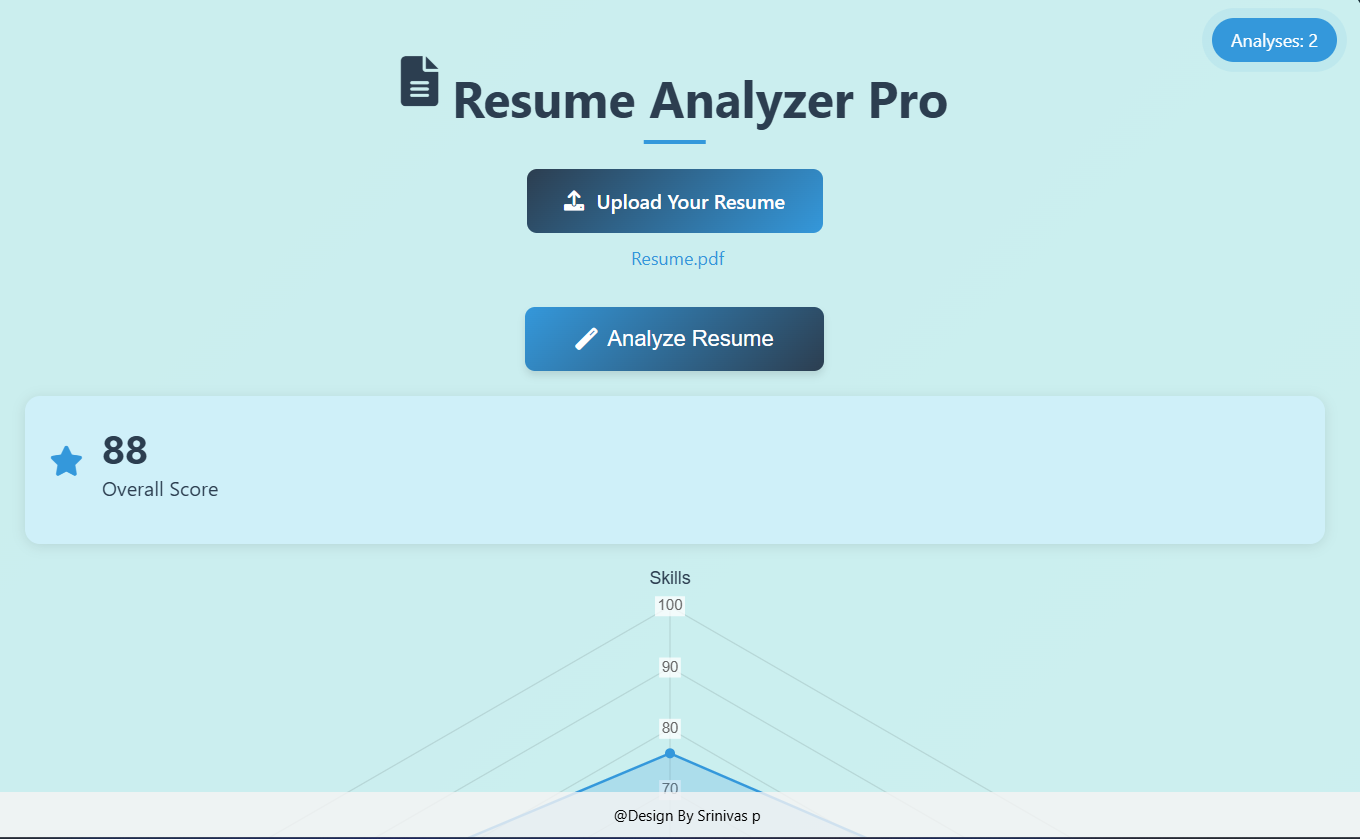 Analyses: 2
Resume Analyzer Pro
Upload Your Resume
Resume.pdf
Analyze Resume
88
Overall Score
Skills
100
90
80
70
@Design By Srinivas p